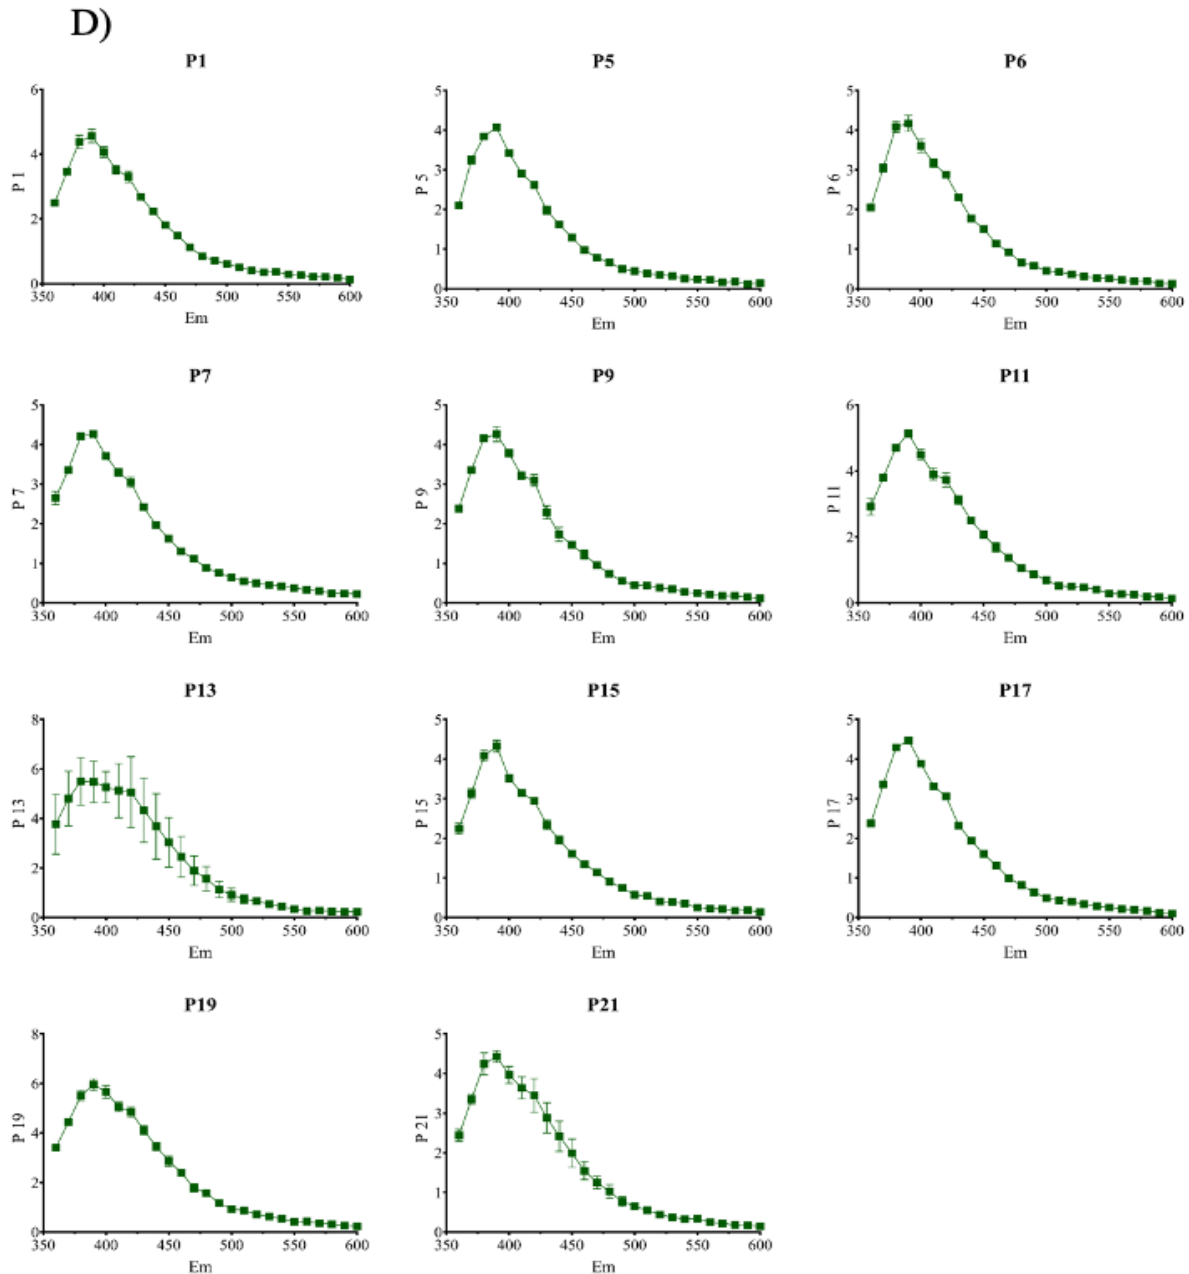 D)
P1 P5 P6
6 4 2 0 P 1 350 400 450 500 550 600 Em
5 4 3 2 1 0 P 5 350 400 450 500 550 600 Em
5 4 3 2 1 0 P 6 350 400 450 500 550 600 Em
P7 P9 P11
5 4 3 2 1 0 P 7 350 400 450 500 550 600 Em
5 4 3 2 1 0 P 9 350 400 450 500 550 600 Em
6 4 2 0 P 11 350 400 450 500 550 600 Em
P13 P15 P17
8 6 4 2 0 P 13 350 400 450 500 550 600 Em
5 4 3 2 1 0 P 15 350 400 450 500 550 600 Em
5 4 3 2 1 0 P 17 350 400 450 500 550 600 Em
P19 P21
8 6 4 2 0 P 19 350 400 450 500 550 600 Em
5 4 3 2 1 0 P 21 350 400 450 500 550 600 Em